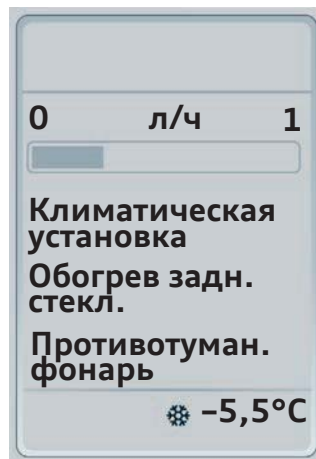 0 л/ч 1
Климатическая
установка
Обогрев задн.
стекл.
Противотуман.
фонарь
–5,5°C